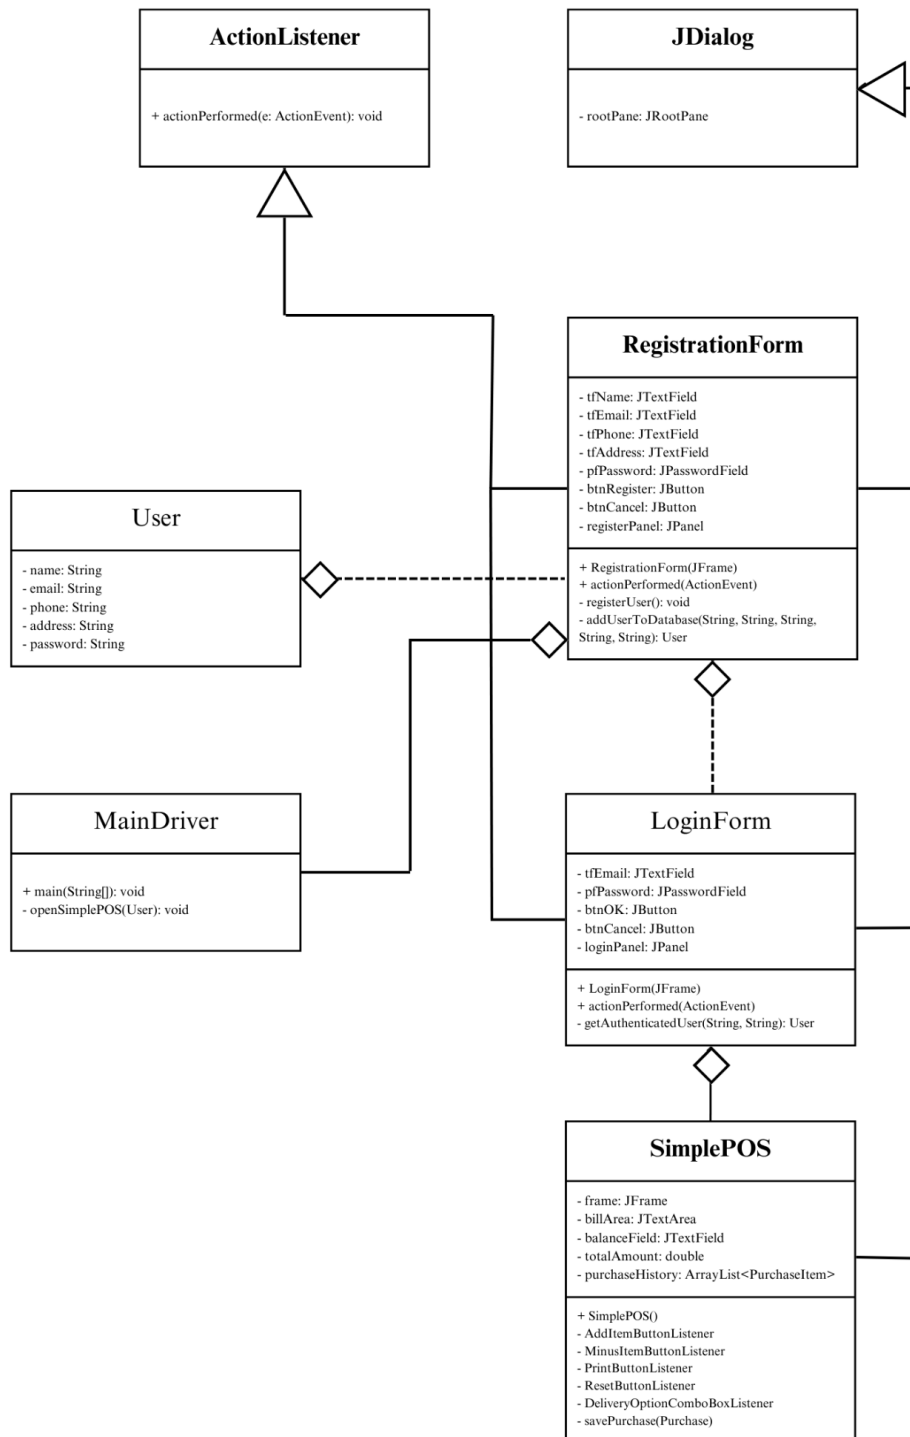 ActionListener
+ actionPerformed(e: ActionEvent): void
JDialog
- rootPane: JRootPane
RegistrationForm
- tfName: JTextField
- tfEmail: JTextField
- tfPhone: JTextField
- tfAddress: JTextField
- pfPassword: JPasswordField
- btnRegister: JButton
- btnCancel: JButton
- registerPanel: JPanel
+ RegistrationForm(JFrame)
+ actionPerformed(ActionEvent)
- registerUser(): void
- addUserToDatabase(String, String, String,
String, String): User
User
- name: String
- email: String
- phone: String
- address: String
- password: String
MainDriver
+ main(String[]): void
- openSimplePOS(User): void
LoginForm
- tfEmail: JTextField
- pfPassword: JPasswordField
- btnOK: JButton
- btnCancel: JButton
- loginPanel: JPanel
+ LoginForm(JFrame)
+ actionPerformed(ActionEvent)
- getAuthenticatedUser(String, String): User
SimplePOS
- frame: JFrame
- billArea: JTextArea
- balanceField: JTextField
- totalAmount: double
- purchaseHistory: ArrayList<PurchaseItem>
+ SimplePOS()
- AddItemButtonListener
- MinusItemButtonListener
- PrintButtonListener
- ResetButtonListener
- DeliveryOptionComboBoxListener
- savePurchase(Purchase)